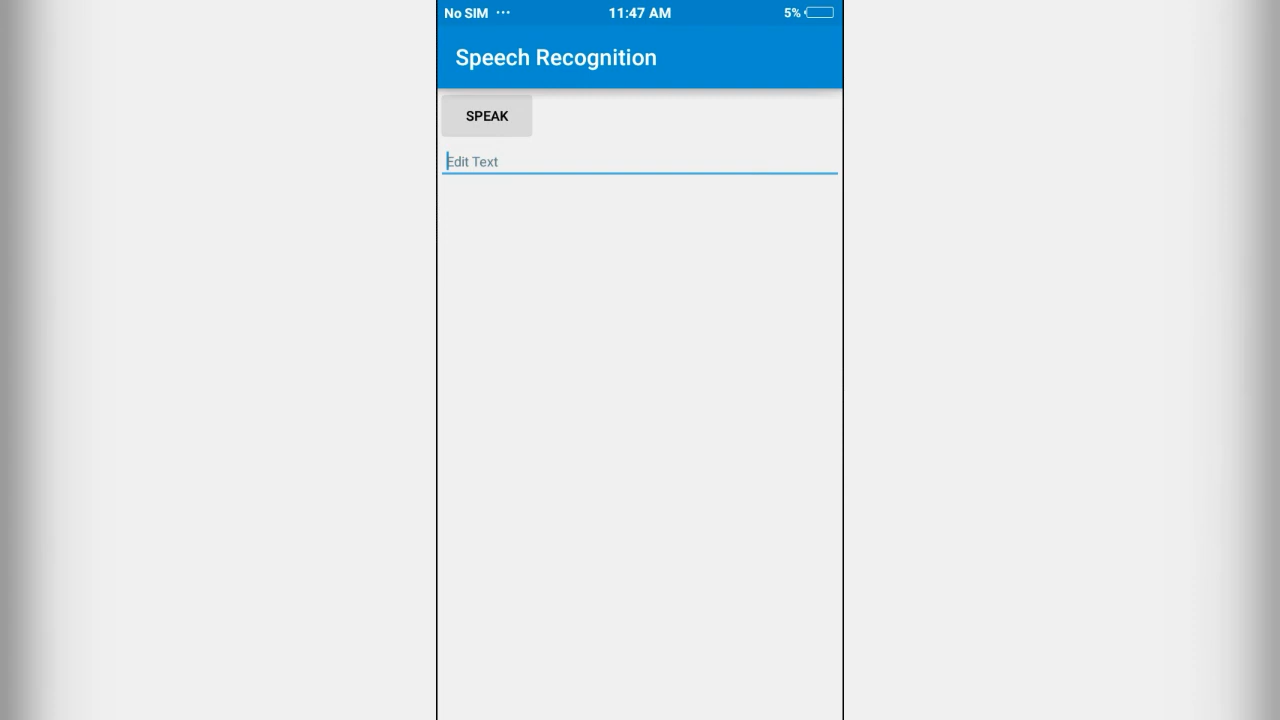 No SIM ··· 11:47 AM 5%
Speech Recognition
SPEAK
Edit Text